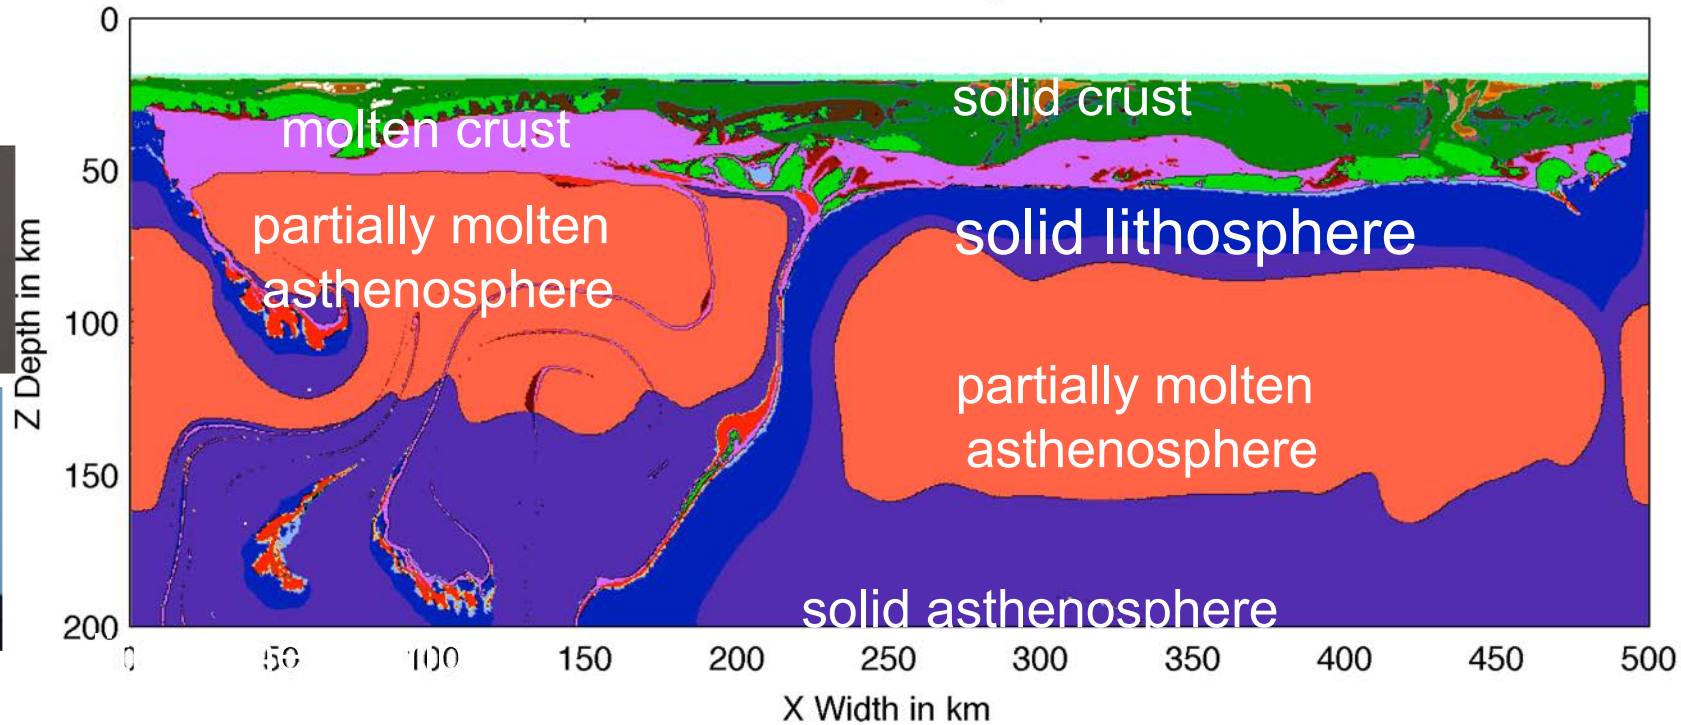 0
solid crust
molten crust
50
partially molten
asthenosphere
solid lithosphere
100
partially molten
asthenosphere
150
solid asthenosphere
200
Z Depth in km
0 50 100 150 200 250 300 350 400 450 500
X Width in km